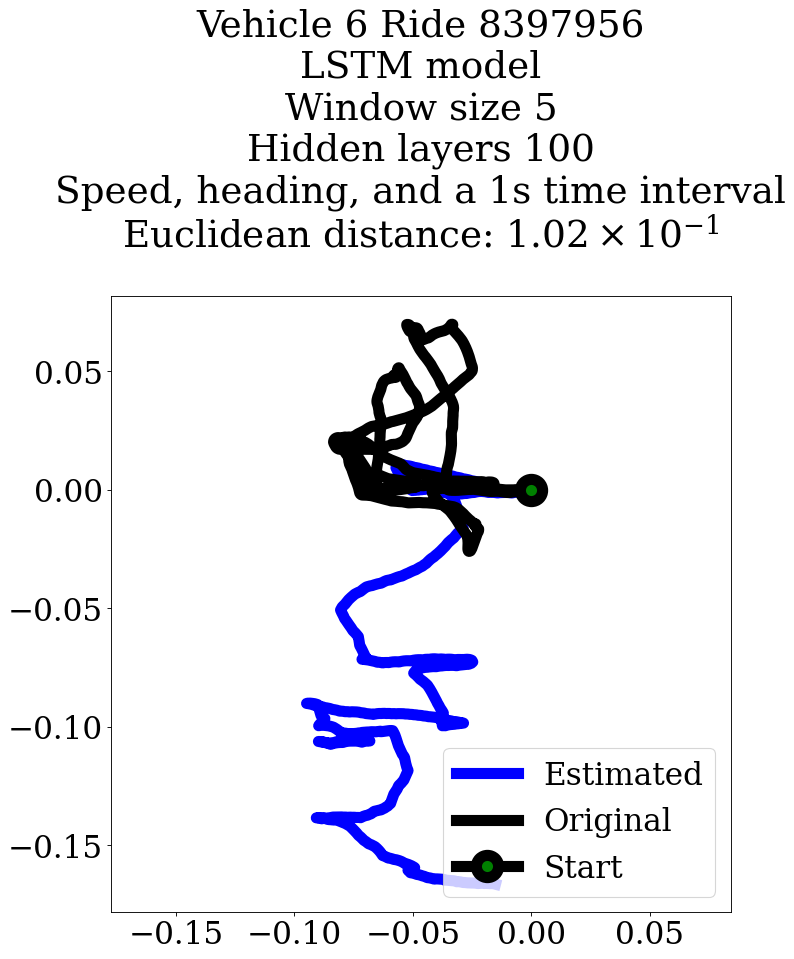 Vehicle 6 Ride 8397956
LSTM model
Window size 5
Hidden layers 100
Speed, heading, and a 1s time interval
Euclidean distance: 1.02 × 10⁻¹
0.05
0.00
−0.05
−0.10
−0.15
Estimated
Original
Start
−0.15 −0.10 −0.05 0.00 0.05